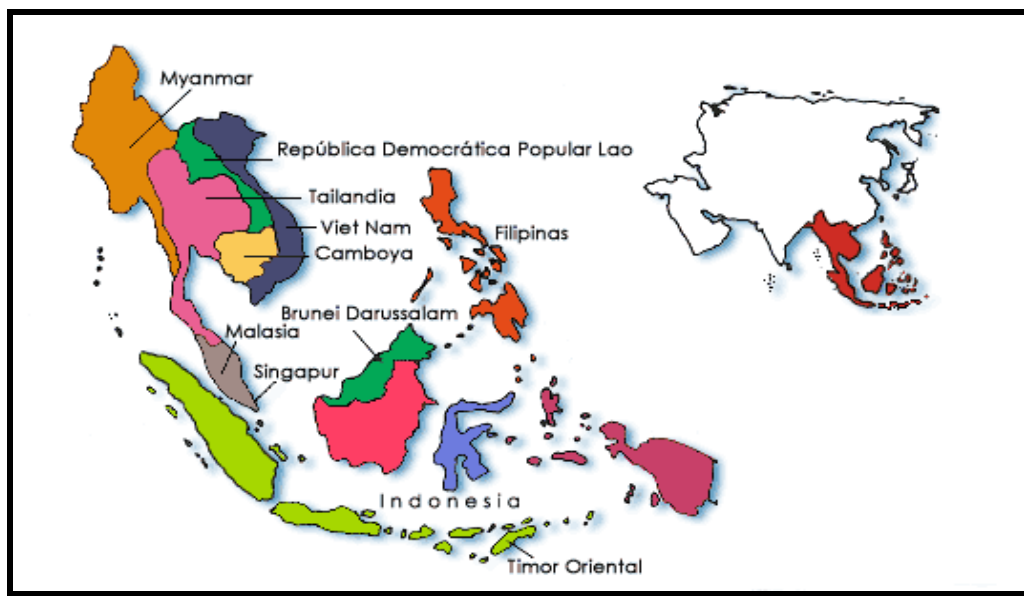 Myanmar
República Democrática Popular Lao
Tailandia
Viet Nam
Filipinas
Camboya
Brunei Darussalam
Malasia
Singapur
Indonesia
Timor Oriental